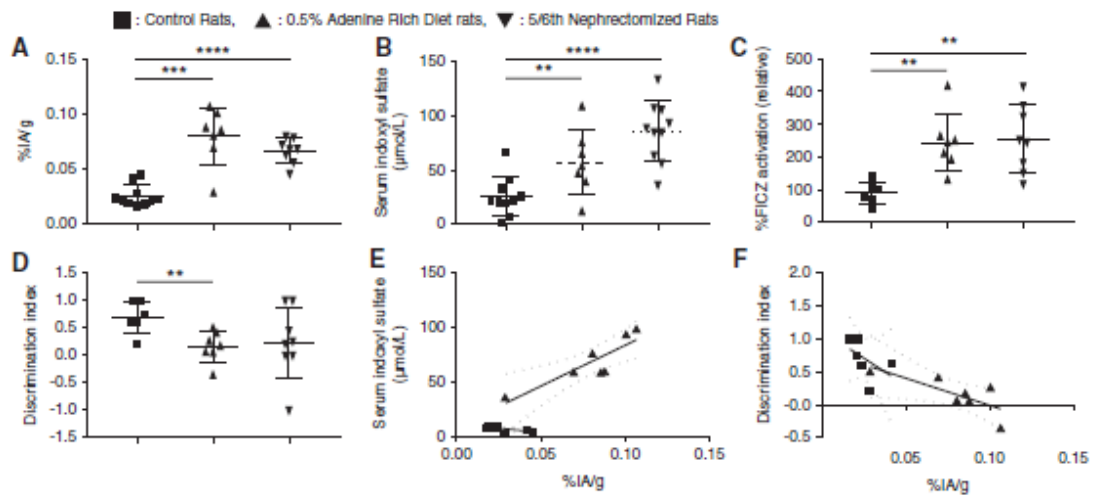 ■ : Control Rats, ▲ : 0.5% Adenine Rich Diet rats, ▼ : 5/6th Nephrectomized Rats
A
%IA/g
0.15
0.10
0.05
0.00
***
****
B
Serum indoxyl sulfate
(µmol/L)
150
100
50
0
**
****
C
%FICZ activation (relative)
500
400
300
200
100
0
**
**
D
Discrimination index
1.5
1.0
0.5
0.0
-0.5
-1.0
-1.5
**
E
Serum indoxyl sulfate
(µmol/L)
150
100
50
0
0.00
0.05
0.10
0.15
%IA/g
F
Discrimination index
2.0
1.5
1.0
0.5
-0.0
-0.5
0.05
0.10
0.15
%IA/g